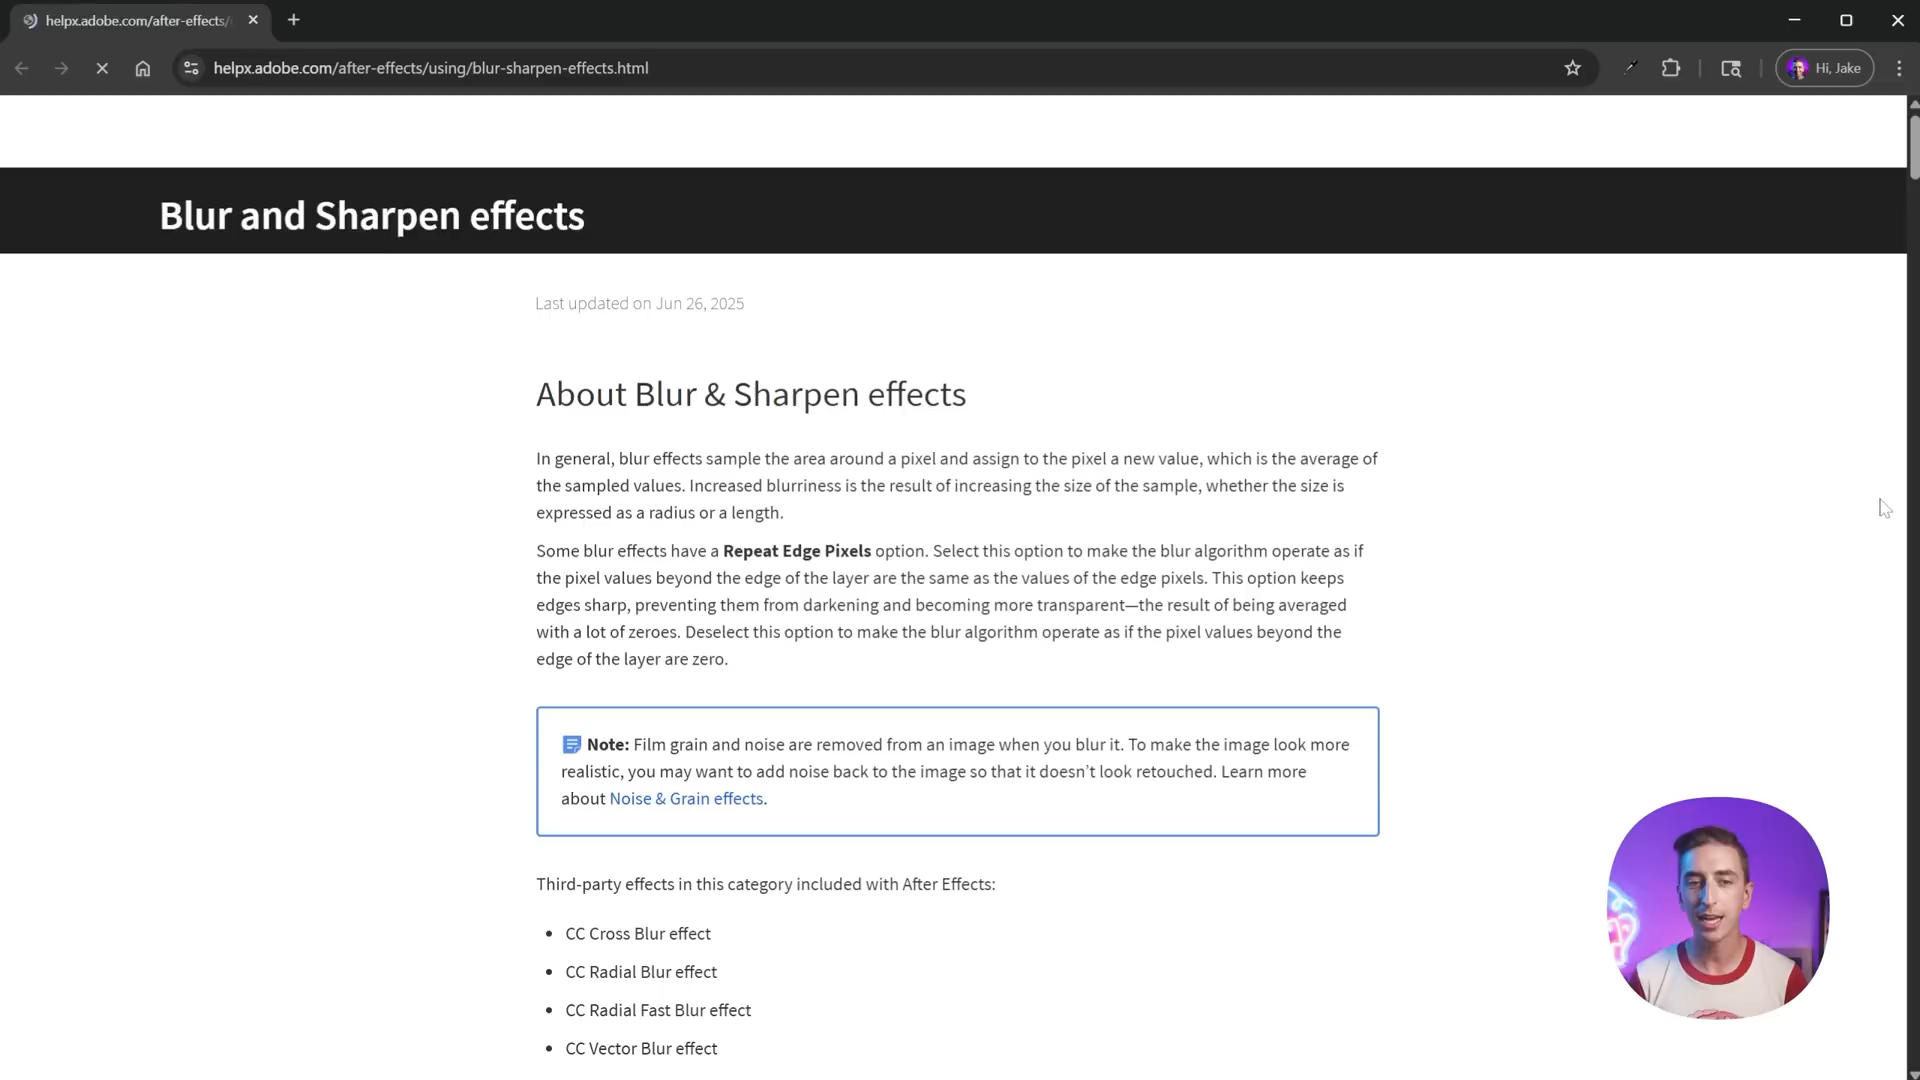 helpx.adobe.com/after-effects/
helpx.adobe.com/after-effects/using/blur-sharpen-effects.html
Hi, Jake
Blur and Sharpen effects
Last updated on Jun 26, 2025
About Blur & Sharpen effects
In general, blur effects sample the area around a pixel and assign to the pixel a new value, which is the average of
the sampled values. Increased blurriness is the result of increasing the size of the sample, whether the size is
expressed as a radius or a length.
Some blur effects have a Repeat Edge Pixels option. Select this option to make the blur algorithm operate as if
the pixel values beyond the edge of the layer are the same as the values of the edge pixels. This option keeps
edges sharp, preventing them from darkening and becoming more transparent—the result of being averaged
with a lot of zeroes. Deselect this option to make the blur algorithm operate as if the pixel values beyond the
edge of the layer are zero.
Note: Film grain and noise are removed from an image when you blur it. To make the image look more
realistic, you may want to add noise back to the image so that it doesn’t look retouched. Learn more
about Noise & Grain effects.
Third-party effects in this category included with After Effects:
• CC Cross Blur effect
• CC Radial Blur effect
• CC Radial Fast Blur effect
• CC Vector Blur effect